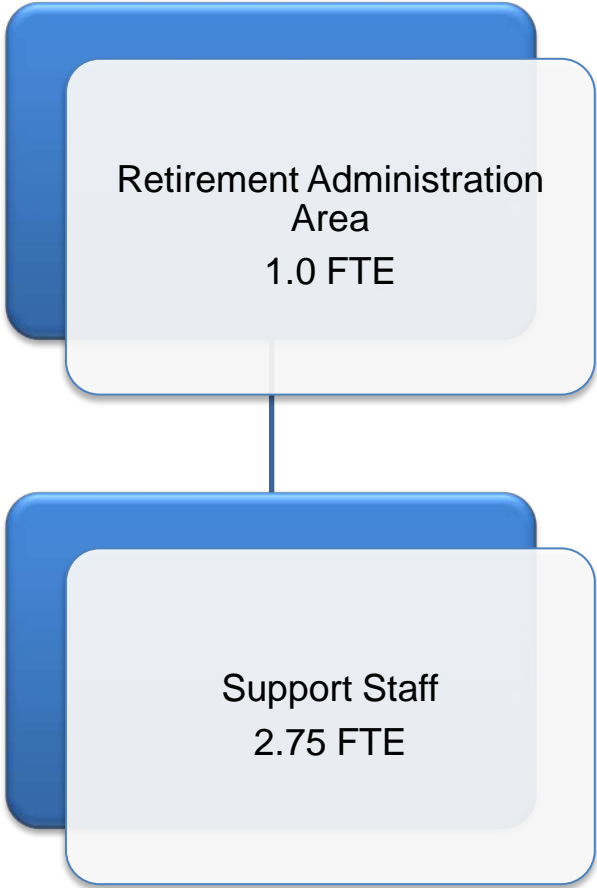 Retirement Administration
Area
1.0 FTE
Support Staff
2.75 FTE